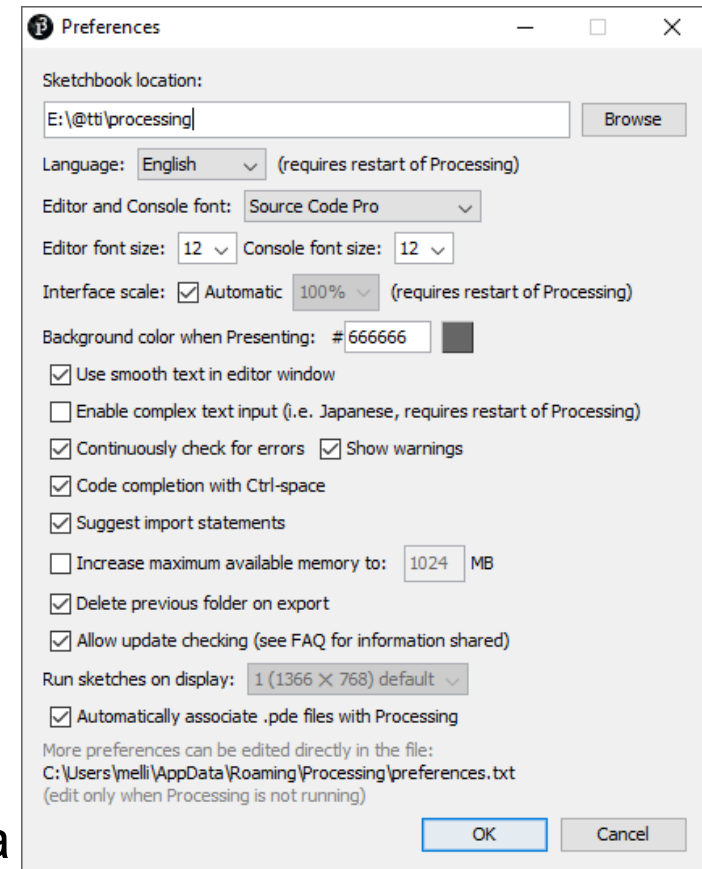 Preferences
Sketchbook location:
E:\@tti\processing Browse
Language: English (requires restart of Processing)
Editor and Console font: Source Code Pro
Editor font size: 12 Console font size: 12
Interface scale: Automatic 100% (requires restart of Processing)
Background color when Presenting: # 666666
Use smooth text in editor window
Enable complex text input (i.e. Japanese, requires restart of Processing)
Continuously check for errors Show warnings
Code completion with Ctrl-space
Suggest import statements
Increase maximum available memory to: 1024 MB
Delete previous folder on export
Allow update checking (see FAQ for information shared)
Run sketches on display: 1 (1366 × 768) default
Automatically associate .pde files with Processing
More preferences can be edited directly in the file:
C:\Users\melli\AppData\Roaming\Processing\preferences.txt
(edit only when Processing is not running)
OK Cancel
a